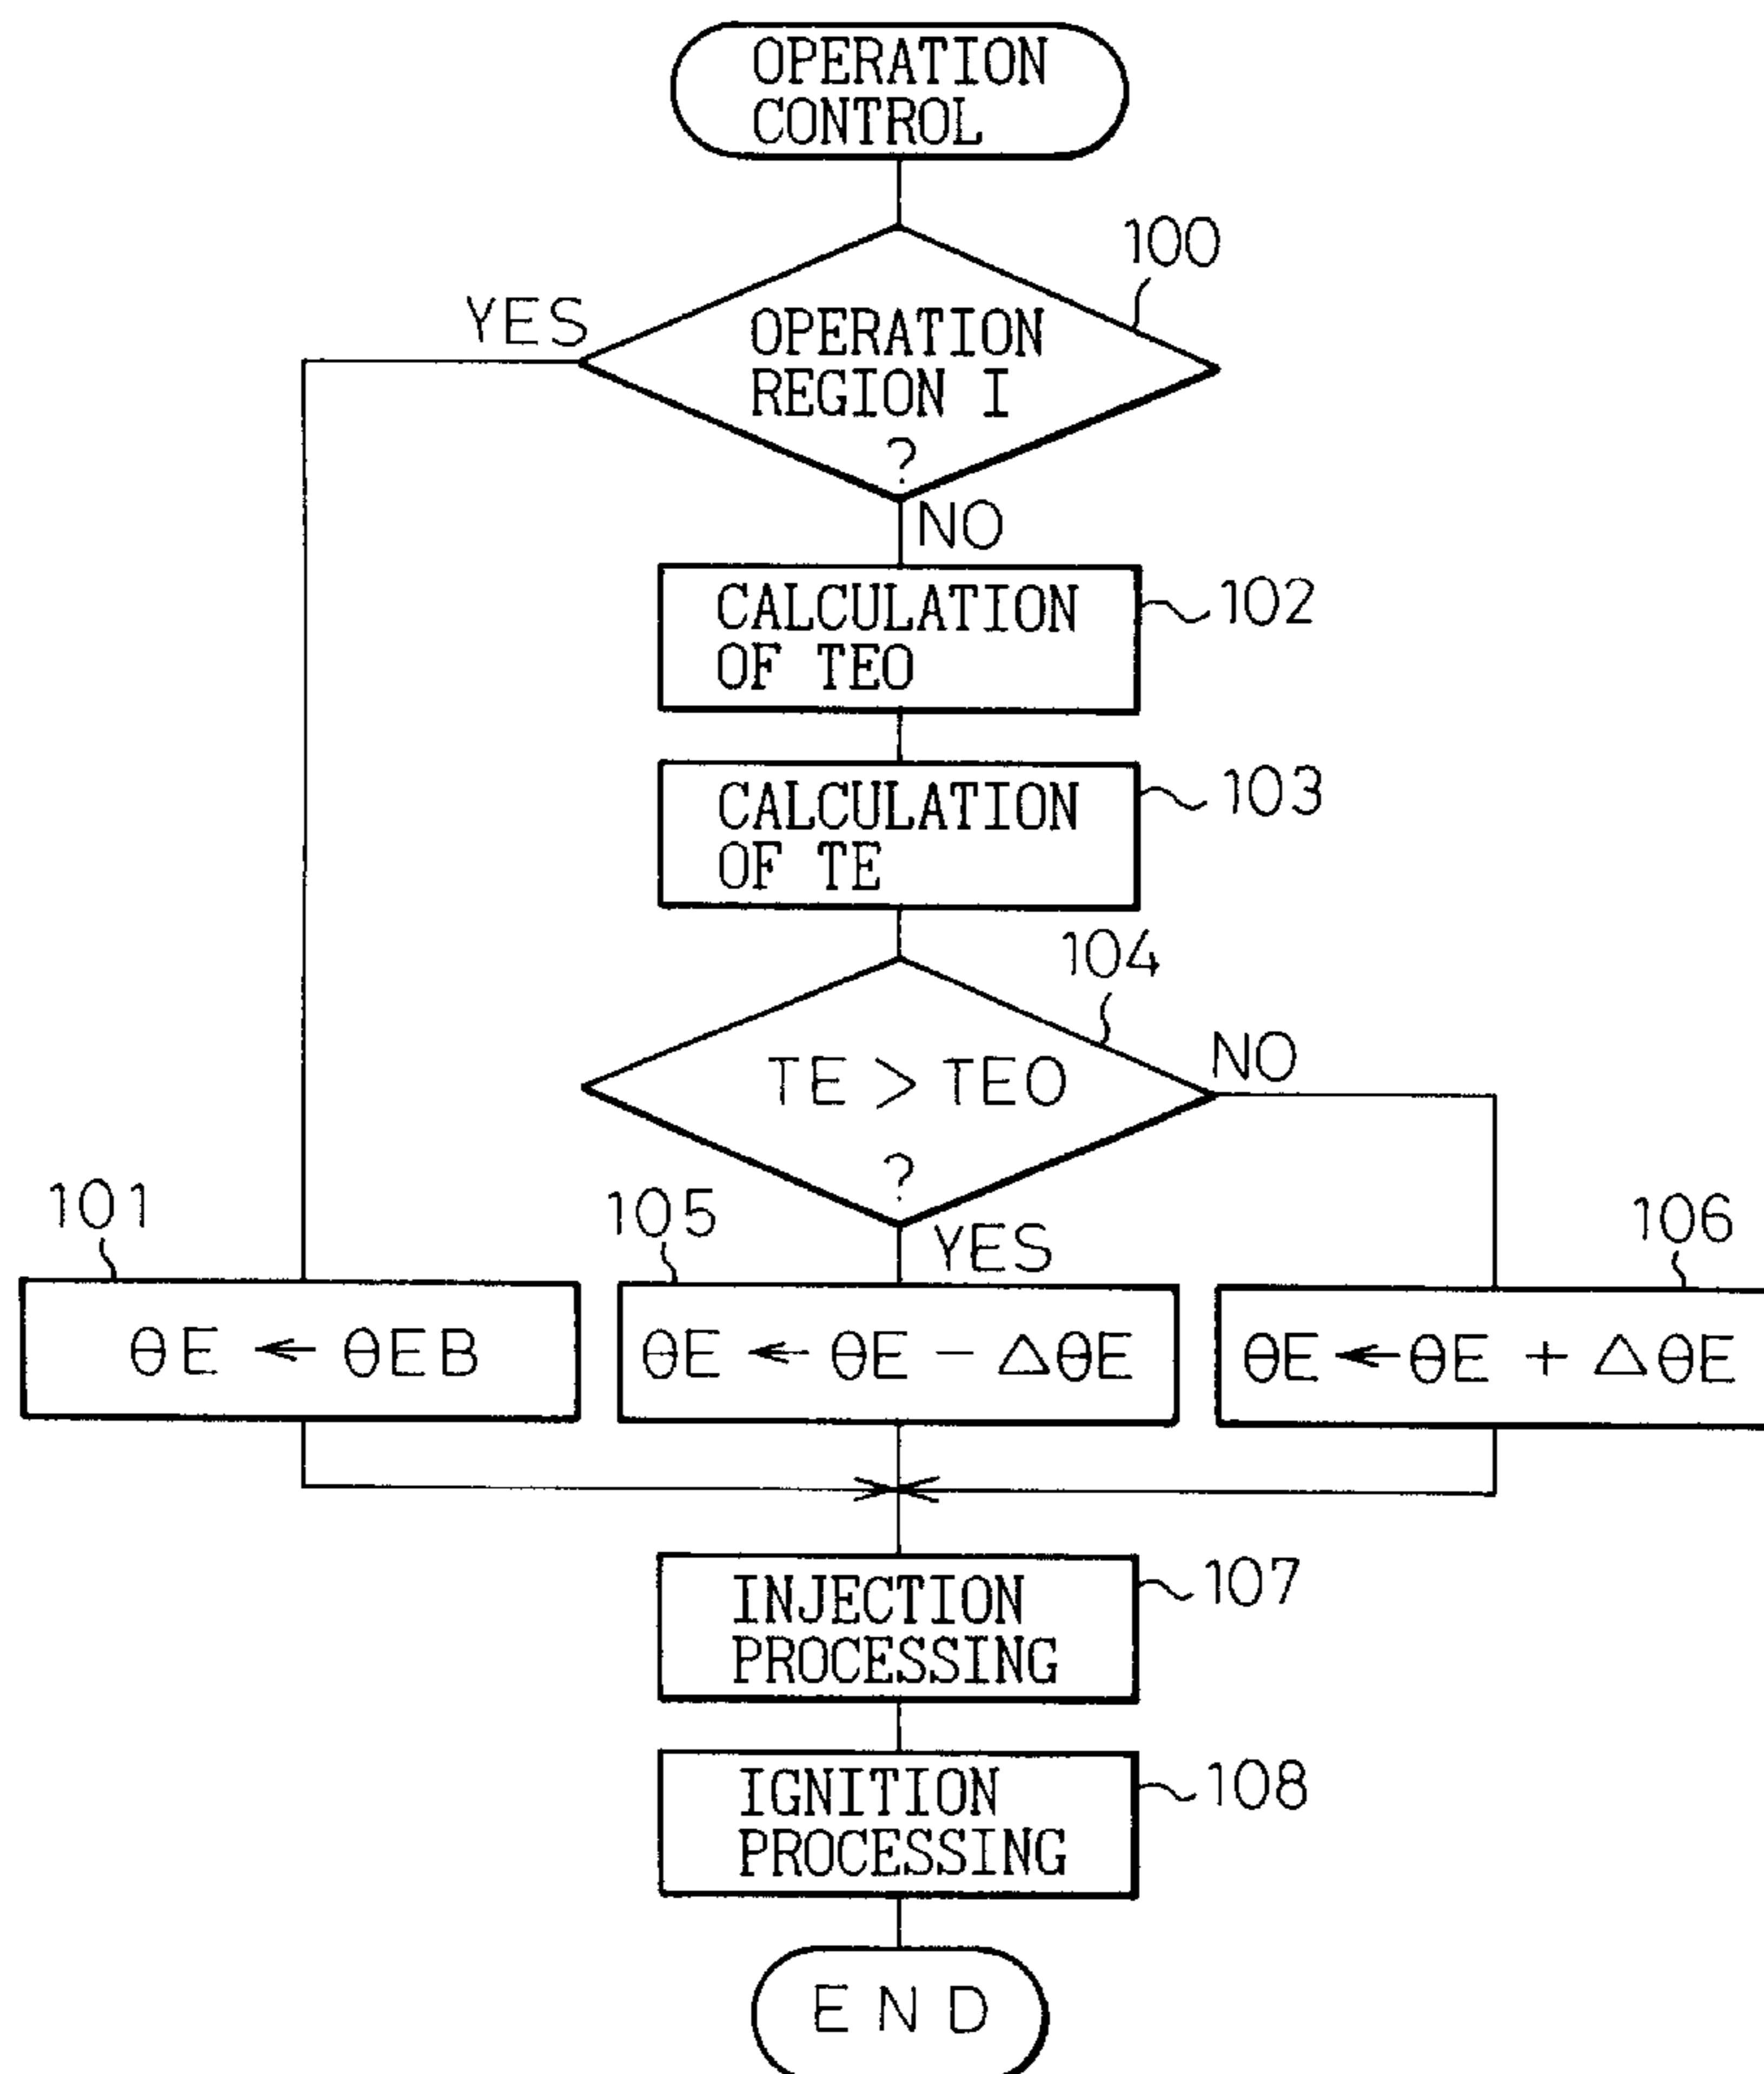 OPERATION
CONTROL
100
YES
OPERATION
REGION I
?
NO
CALCULATION
OF TEO
102
CALCULATION
OF TE
103
104
TE > TEO
?
NO
YES
101
105
106
θE ← θEB
θE ← θE - ΔθE
θE ← θE + ΔθE
INJECTION
PROCESSING
107
IGNITION
PROCESSING
108
END